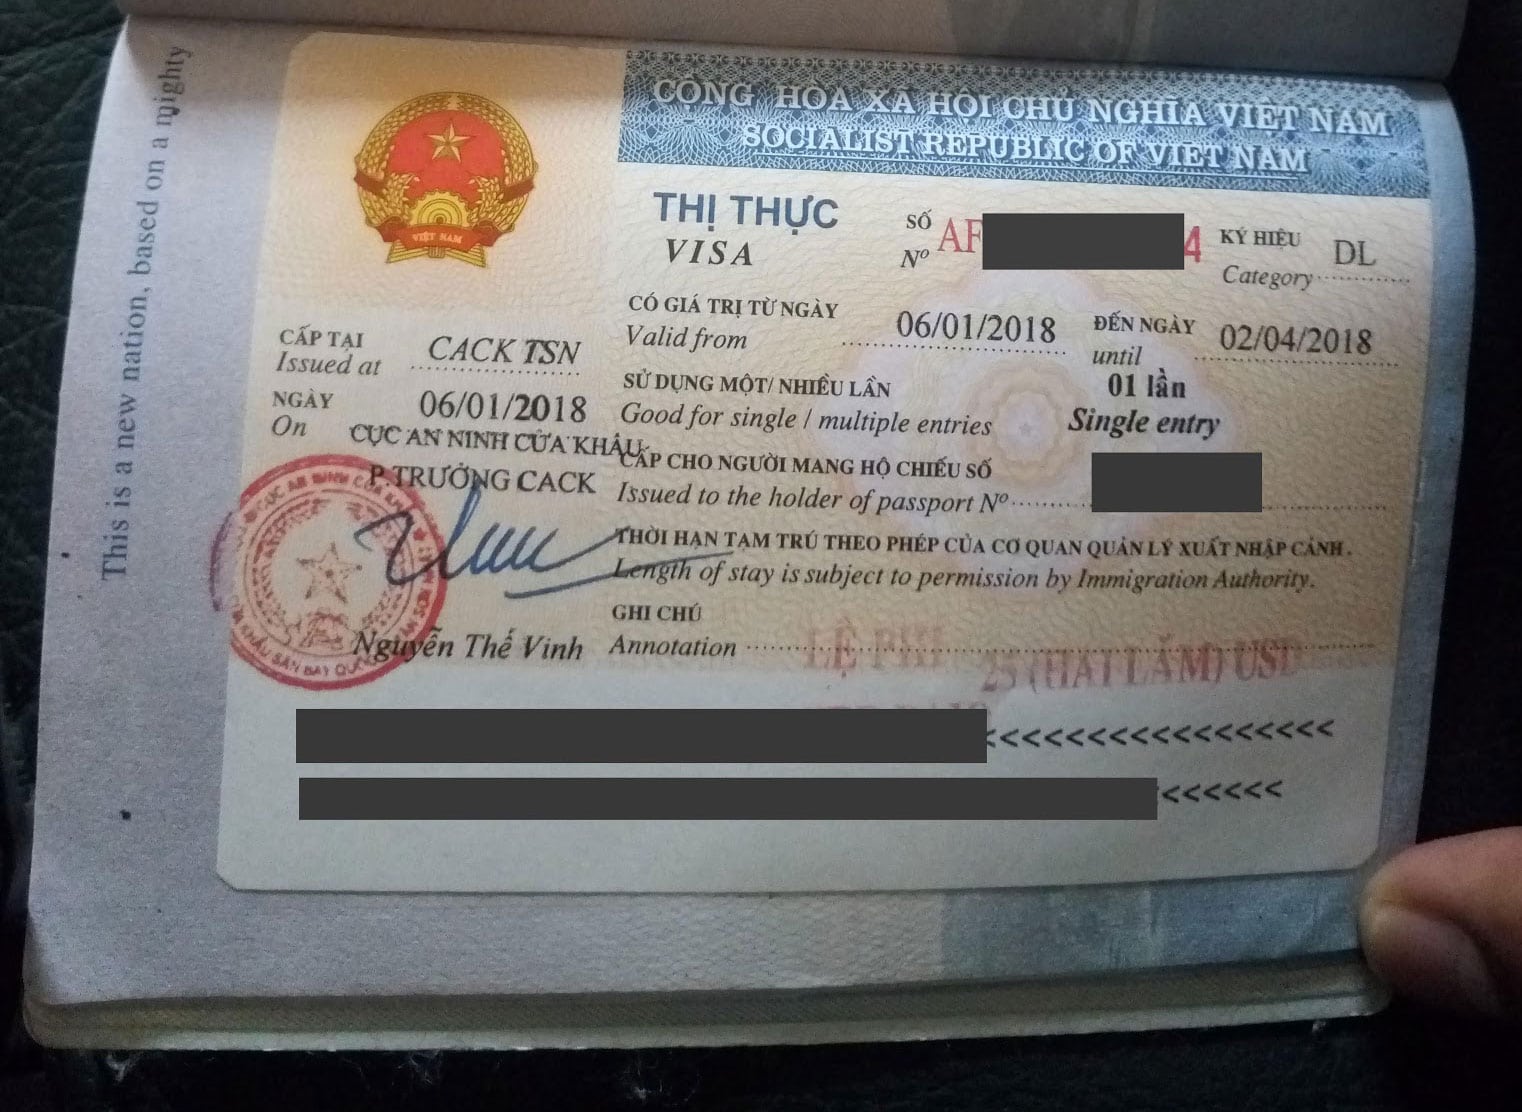 This is a new nation, based on a mighty
CỘNG HÒA XÃ HỘI CHỦ NGHĨA VIỆT NAM
SOCIALIST REPUBLIC OF VIET NAM
VIỆT NAM
THỊ THỰC
VISA
SỐ
Nº AF 4
KÝ HIỆU DL
Category
CÓ GIÁ TRỊ TỪ NGÀY 06/01/2018 ĐẾN NGÀY 02/04/2018
Valid from until
CẤP TẠI CACK TSN
Issued at
SỬ DỤNG MỘT/ NHIỀU LẦN 01 lần
Good for single / multiple entries Single entry
NGÀY 06/01/2018
On
CỤC AN NINH CỬA KHẨU
P.TRƯỞNG CACK
CẤP CHO NGƯỜI MANG HỘ CHIẾU SỐ
Issued to the holder of passport Nº
THỜI HẠN TẠM TRÚ THEO PHÉP CỦA CƠ QUAN QUẢN LÝ XUẤT NHẬP CẢNH.
Length of stay is subject to permission by Immigration Authority.
GHI CHÚ
Annotation
Nguyễn Thế Vinh
LỆ PHÍ
25 (HAI LĂM) USD
<<<<<<<<<<<<<<<<<<<
<<<<<<<